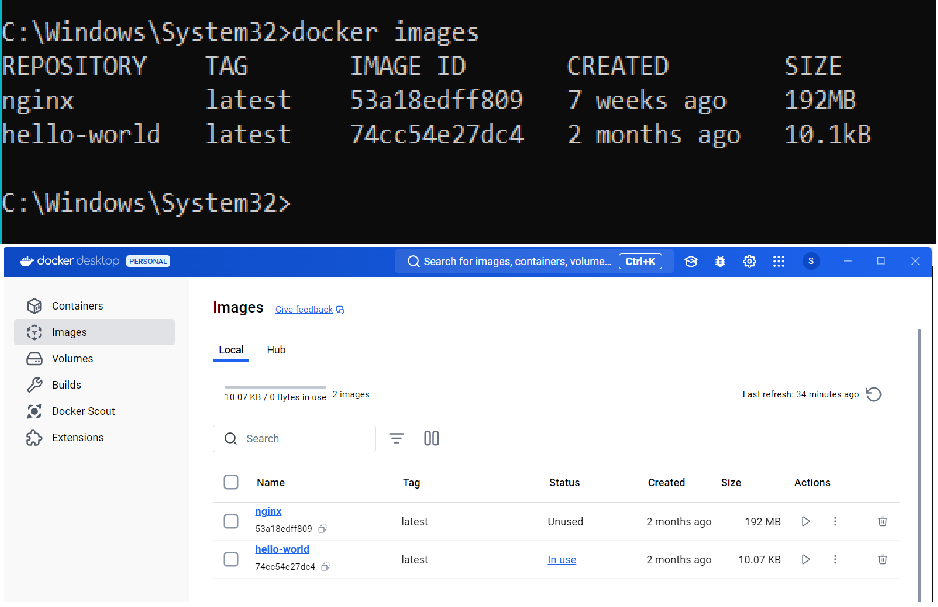 C:\Windows\System32>docker images
REPOSITORY TAG IMAGE ID CREATED SIZE
nginx latest 53a18edff809 7 weeks ago 192MB
hello-world latest 74cc54e27dc4 2 months ago 10.1kB
C:\Windows\System32>
docker desktop PERSONAL Search for images, containers, volume... Ctrl+K S
Containers
Images
Volumes
Builds
Docker Scout
Extensions
Images Give feedback
Local Hub
10.07 KB / 0 Bytes in use 2 images Last refresh: 34 minutes ago
Search
Name Tag Status Created Size Actions
nginx
53a18edff809
latest Unused 2 months ago 192 MB
hello-world
74cc54e27dc4
latest In use 2 months ago 10.07 KB